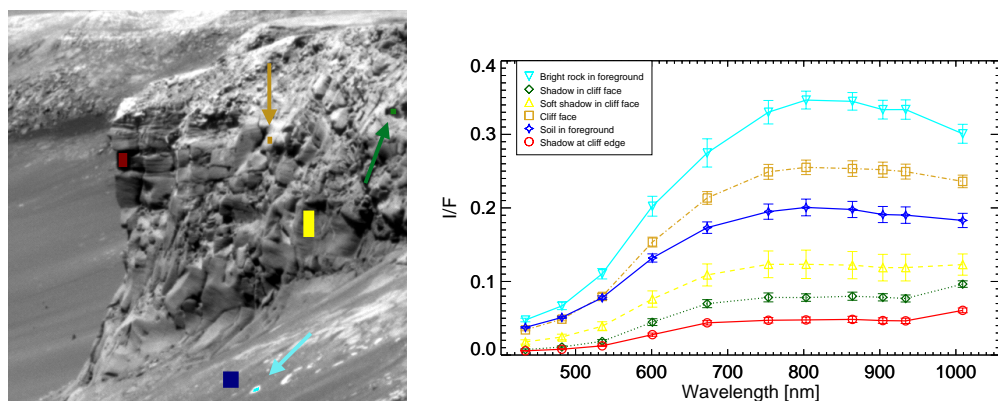 0.4
0.3
0.2
0.1
0.0
I/F
Bright rock in foreground
Shadow in cliff face
Soft shadow in cliff face
Cliff face
Soil in foreground
Shadow at cliff edge
500 600 700 800 900 1000
Wavelength [nm]